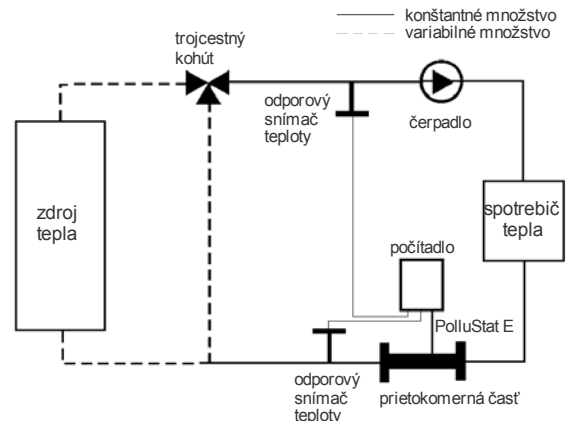 konštantné množstvo
variabilné množstvo
trojcestný
kohút
odporový
snímač
teploty
čerpadlo
zdroj
tepla
spotrebič
tepla
počítadlo
PolluStat E
odporový
snímač
teploty
prietokomerná časť